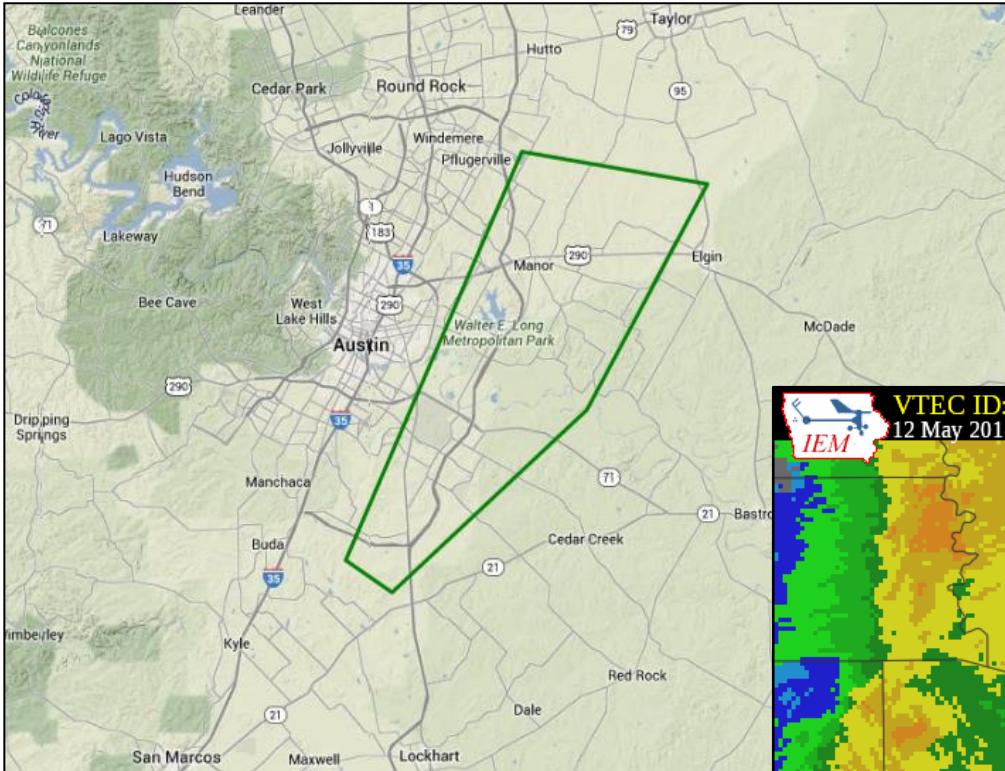 Leander
Taylor
79
Hutto
Balcones
Canyonlands
National
Wildlife Refuge
Cedar Park
Round Rock
95
Colorado
River
Lago Vista
Windermere
Jollyville
Pflugerville
Hudson
Bend
1
71
183
Lakeway
35
Manor
290
Elgin
Bee Cave
West
Lake Hills
290
Walter E. Long
Metropolitan Park
McDade
Austin
290
Dripping
Springs
35
IEM
VTEC ID:
12 May 201
Manchaca
71
21
Bastro
Buda
Cedar Creek
35
21
Wimberley
Kyle
Red Rock
21
Dale
San Marcos
Maxwell
Lockhart